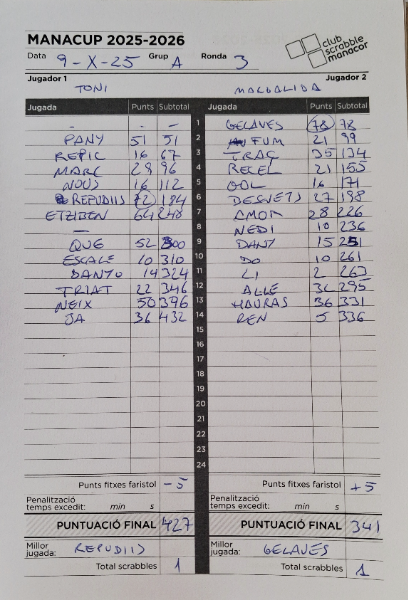 MANACUP 2025-2026
club scrabble manacor
Data 9-X-25 Grup A Ronda 3
Jugador 1 Jugador 2
TONI MAGDALIDA
Jugada Punts Subtotal Jugada Punts Subtotal
- - - 1 GELAVES 78 78
PANY 51 51 2 FUM 21 99
REPIC 16 67 3 TRAC 35 134
MARC 29 96 4 RECEL 21 155
NOUS 16 112 5 GOL 16 171
REPUDIIS 72 184 6 DESVETS 27 198
ETZIBEN 64 248 7 AMOR 28 226
- 8 NEDI 10 236
QUE 52 300 9 DANY 15 251
ESCALE 10 310 10 DO 10 261
DANTO 14 324 11 LI 2 263
TRIAT 22 346 12 ALLE 32 295
NEIX 50 396 13 HAURAS 36 331
JA 36 432 14 REN 5 336
15
16
17
18
19
20
21
22
23
24
Punts fitxes faristol -5 Punts fitxes faristol +5
Penalització temps excedit: min s Penalització temps excedit: min s
PUNTUACIÓ FINAL 427 PUNTUACIÓ FINAL 341
Millor jugada: REPUDIIS Millor jugada: GELAVES
Total scrabbles 1 Total scrabbles 1